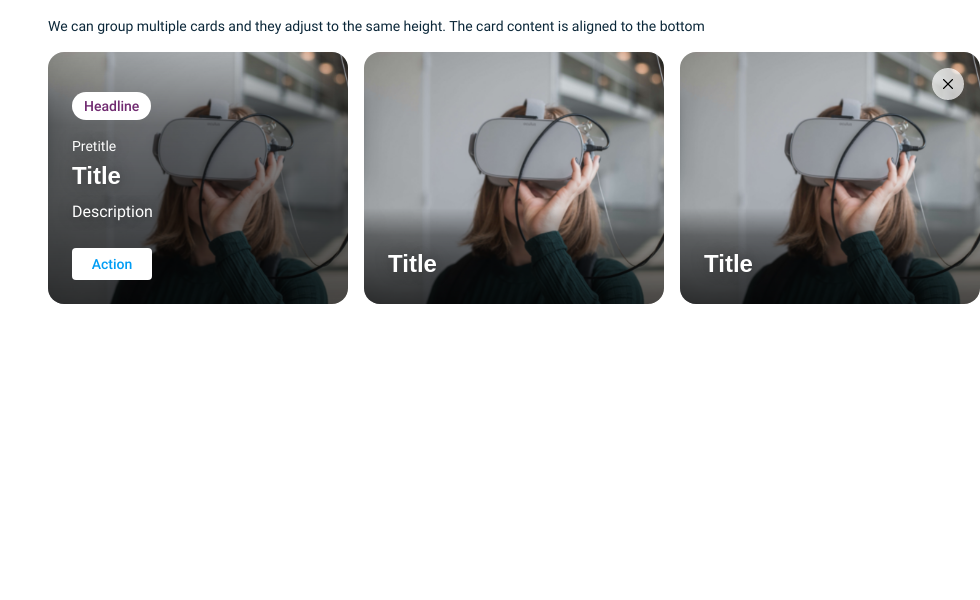 We can group multiple cards and they adjust to the same height. The card content is aligned to the bottom
Headline
Pretitle
Title
Description
Action
Title
Title